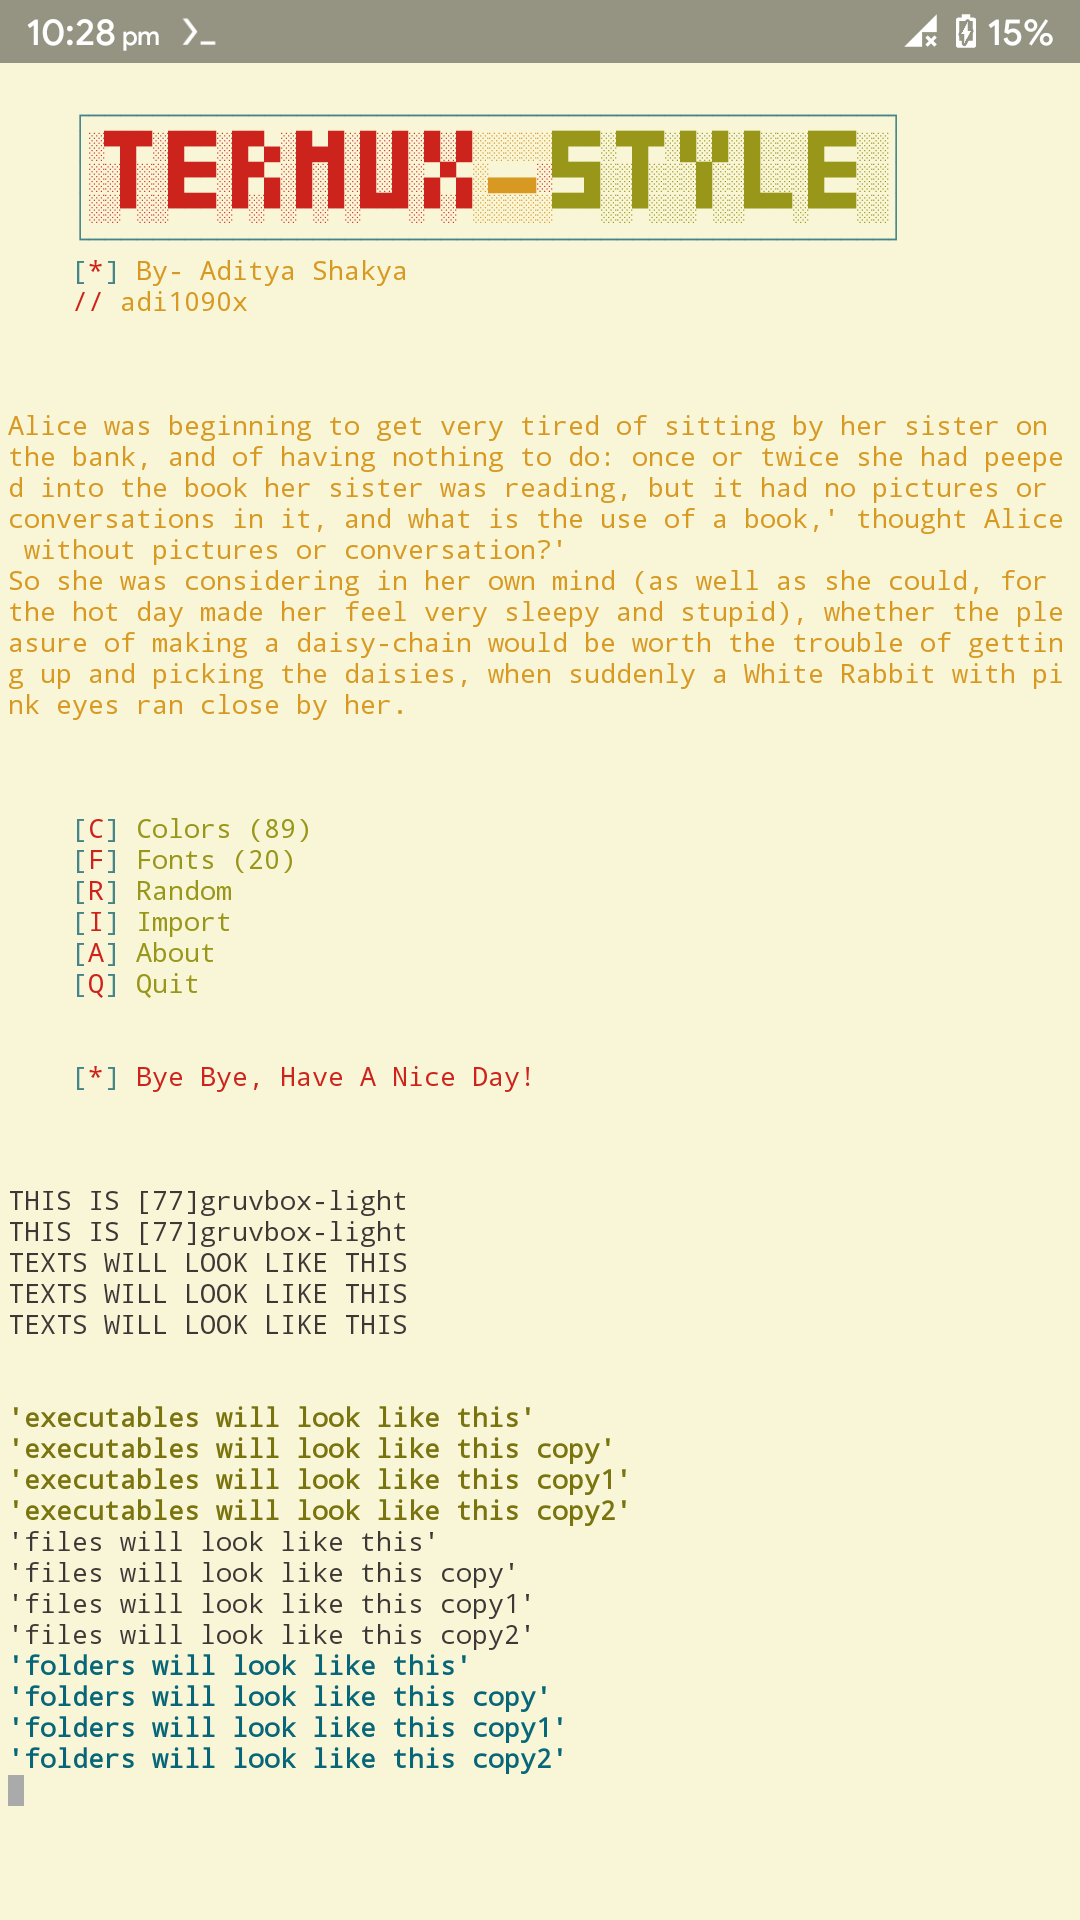 10:28 pm 15%
TERMUX-STYLE
[*] By- Aditya Shakya
// adi1090x
Alice was beginning to get very tired of sitting by her sister on
the bank, and of having nothing to do: once or twice she had peepe
d into the book her sister was reading, but it had no pictures or
conversations in it, and what is the use of a book,' thought Alice
without pictures or conversation?'
So she was considering in her own mind (as well as she could, for
the hot day made her feel very sleepy and stupid), whether the ple
asure of making a daisy-chain would be worth the trouble of gettin
g up and picking the daisies, when suddenly a White Rabbit with pi
nk eyes ran close by her.
[C] Colors (89)
[F] Fonts (20)
[R] Random
[I] Import
[A] About
[Q] Quit
[*] Bye Bye, Have A Nice Day!
THIS IS [77]gruvbox-light
THIS IS [77]gruvbox-light
TEXTS WILL LOOK LIKE THIS
TEXTS WILL LOOK LIKE THIS
TEXTS WILL LOOK LIKE THIS
'executables will look like this'
'executables will look like this copy'
'executables will look like this copy1'
'executables will look like this copy2'
'files will look like this'
'files will look like this copy'
'files will look like this copy1'
'files will look like this copy2'
'folders will look like this'
'folders will look like this copy'
'folders will look like this copy1'
'folders will look like this copy2'